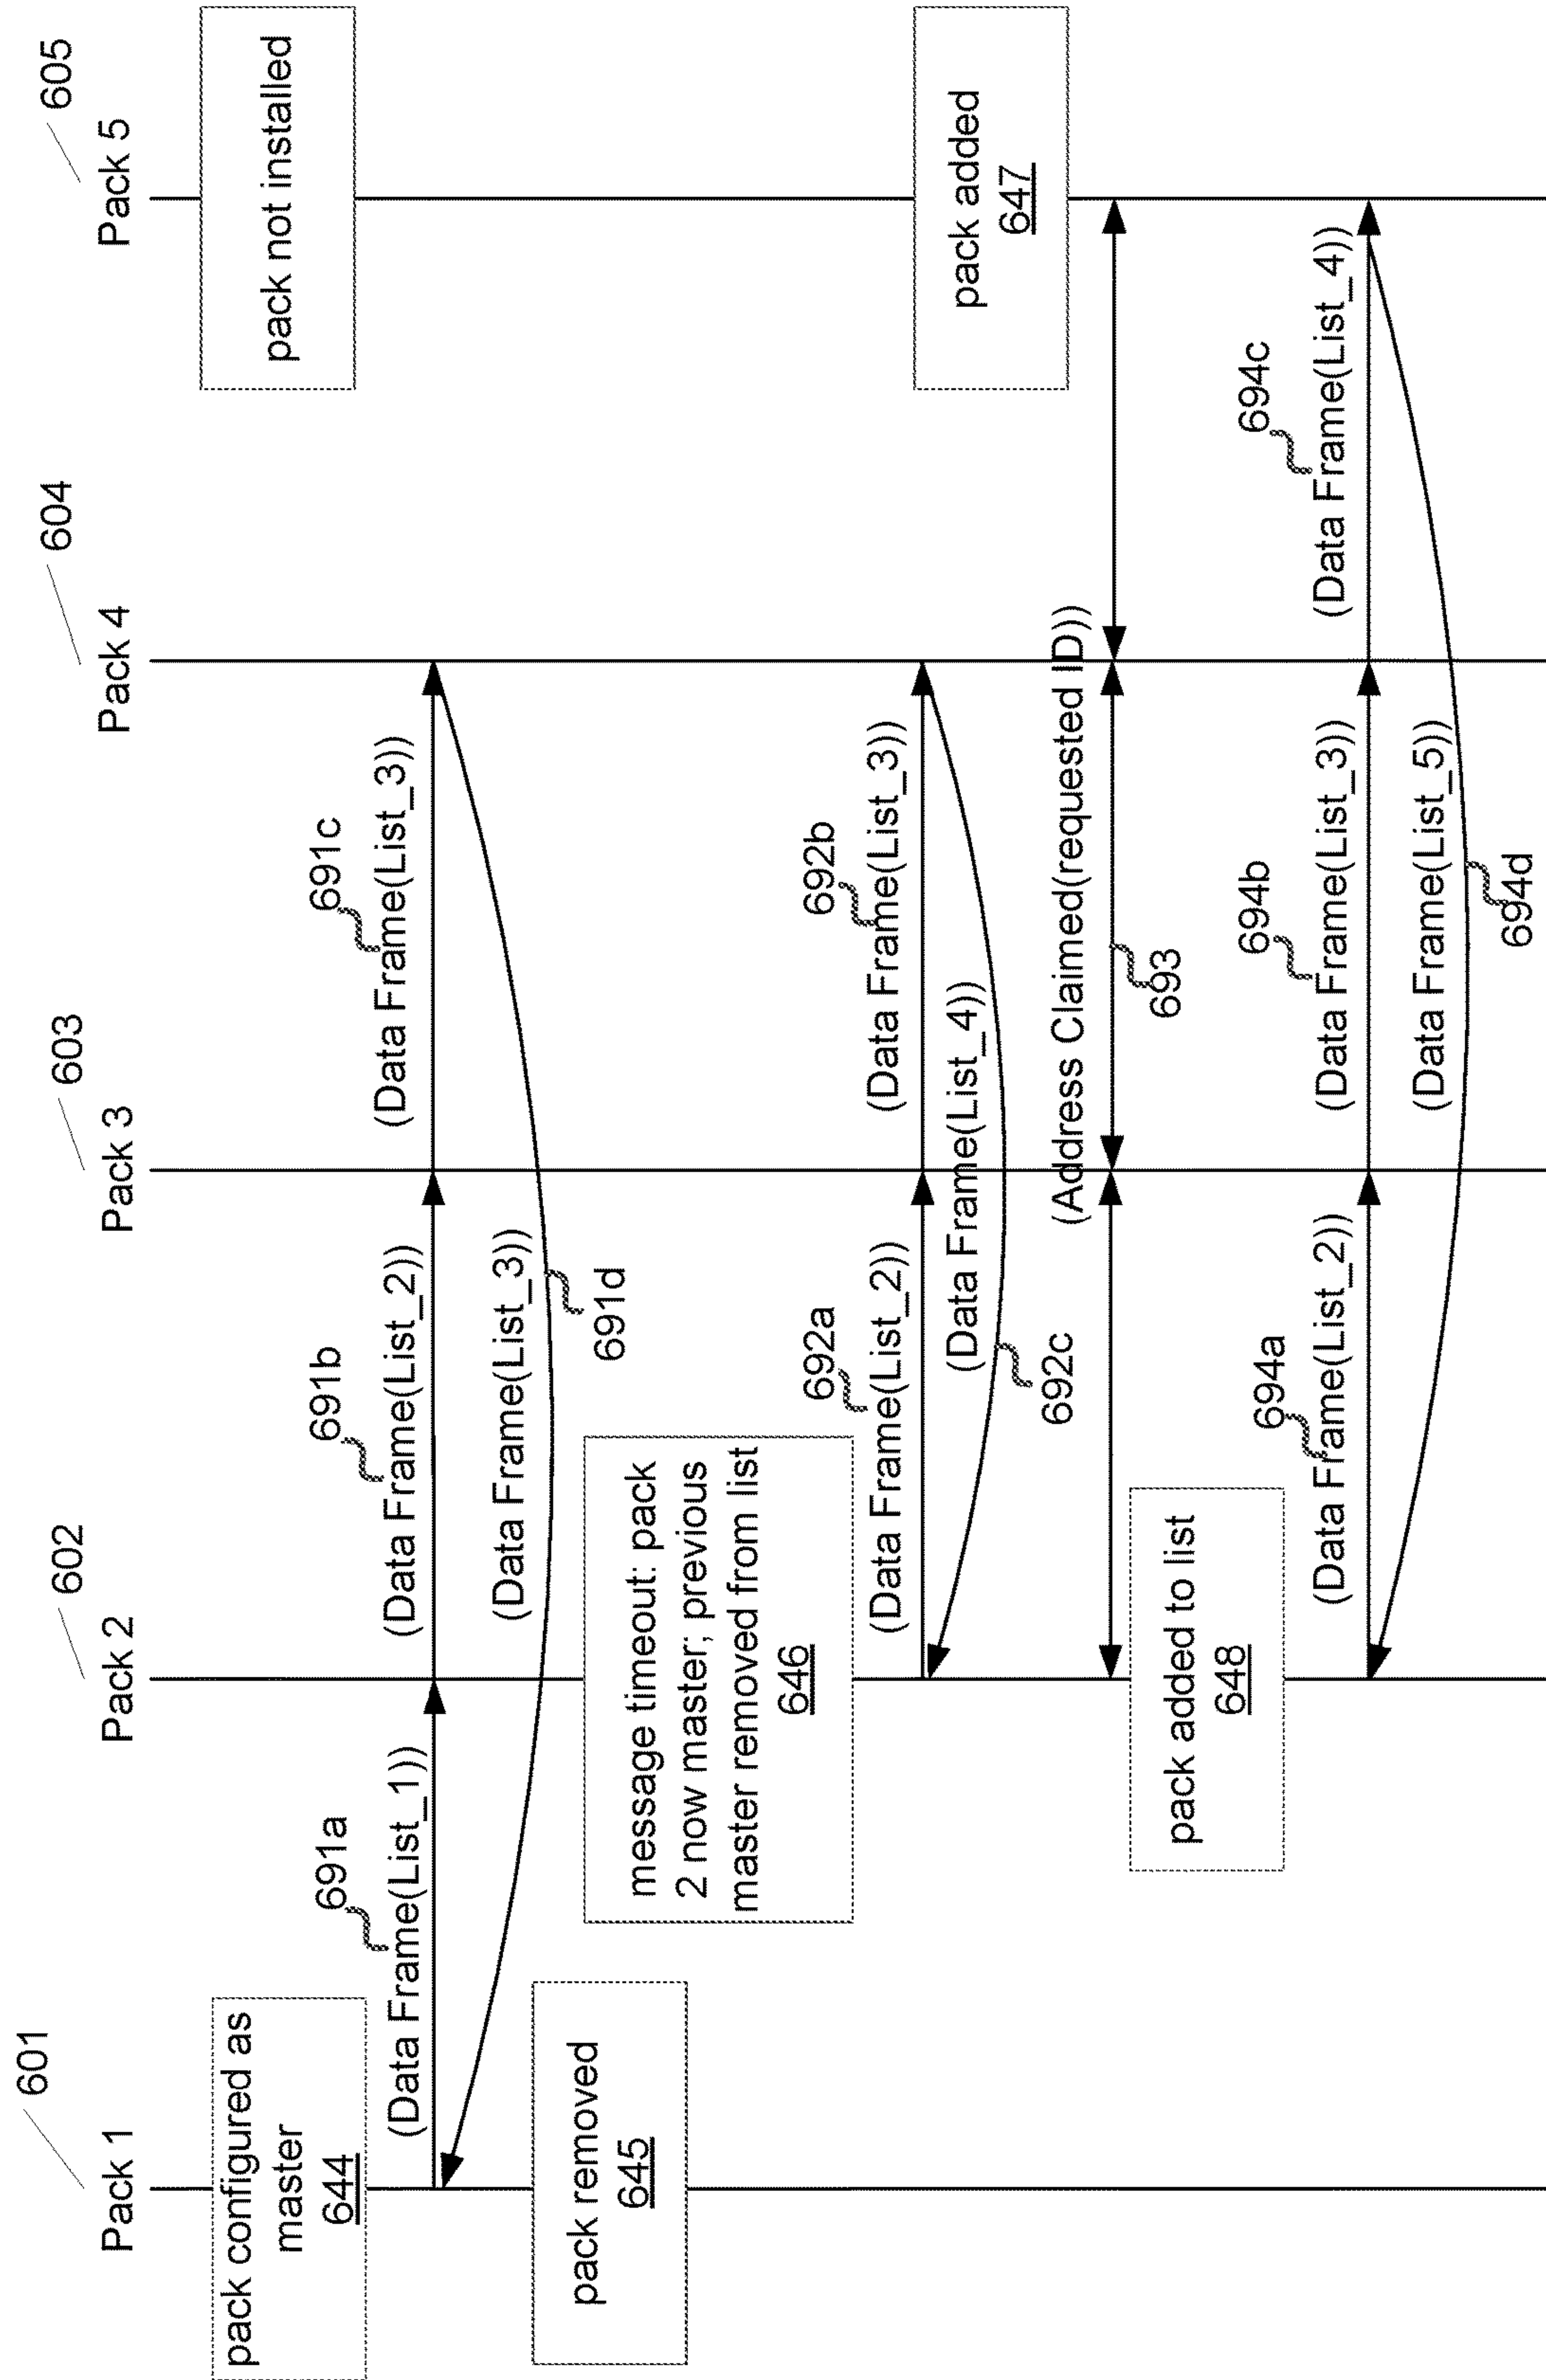 601
602
603
604
605
Pack 1
Pack 2
Pack 3
Pack 4
Pack 5
pack configured as
master
644
pack not installed
691a
691b
691c
(Data Frame(List_1))
(Data Frame(List_2))
(Data Frame(List_3))
(Data Frame(List_3))
691d
pack removed
645
message timeout: pack
2 now master; previous
master removed from list
646
692a
692b
(Data Frame(List_2))
(Data Frame(List_3))
(Data Frame(List_4))
692c
pack added
647
(Address Claimed(requested ID))
693
pack added to list
648
694a
694b
694c
(Data Frame(List_2))
(Data Frame(List_3))
(Data Frame(List_4))
(Data Frame(List_5))
694d